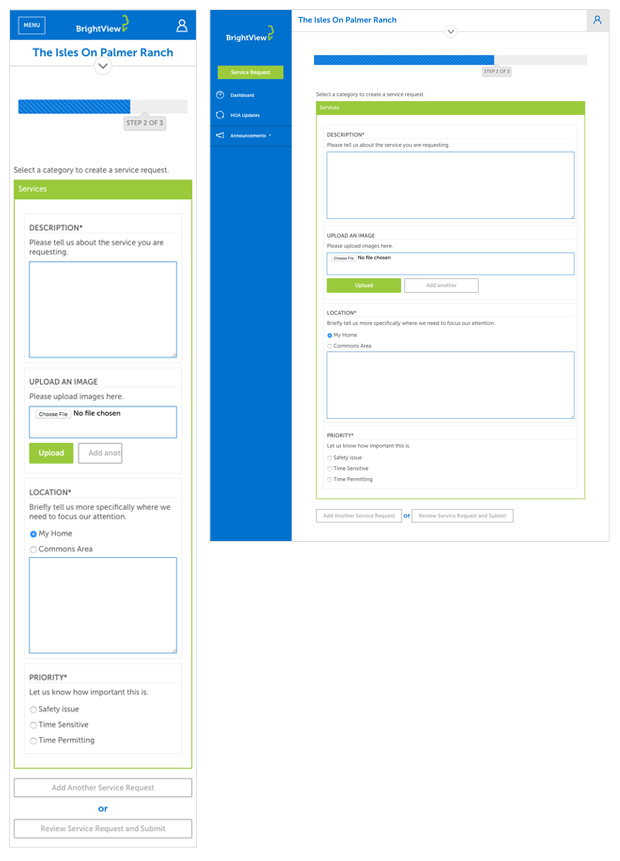 MENU
BrightView
The Isles On Palmer Ranch
STEP 2 OF 3
Select a category to create a service request.
Services
DESCRIPTION*
Please tell us about the service you are
requesting.
UPLOAD AN IMAGE
Please upload images here.
Choose File No file chosen
Upload
Add anot
LOCATION*
Briefly tell us more specifically where we
need to focus our attention.
My Home
Commons Area
PRIORITY*
Let us know how important this is.
Safety issue
Time Sensitive
Time Permitting
Add Another Service Request
or
Review Service Request and Submit
BrightView
Service Request
Dashboard
HOA Updates
Announcements
The Isles On Palmer Ranch
STEP 2 OF 3
Select a category to create a service request.
Services
DESCRIPTION*
Please tell us about the service you are requesting.
UPLOAD AN IMAGE
Please upload images here.
Choose File No file chosen
Upload
Add another
LOCATION*
Briefly tell us more specifically where we need to focus our attention.
My Home
Commons Area
PRIORITY*
Let us know how important this is.
Safety issue
Time Sensitive
Time Permitting
Add Another Service Request or Review Service Request and Submit